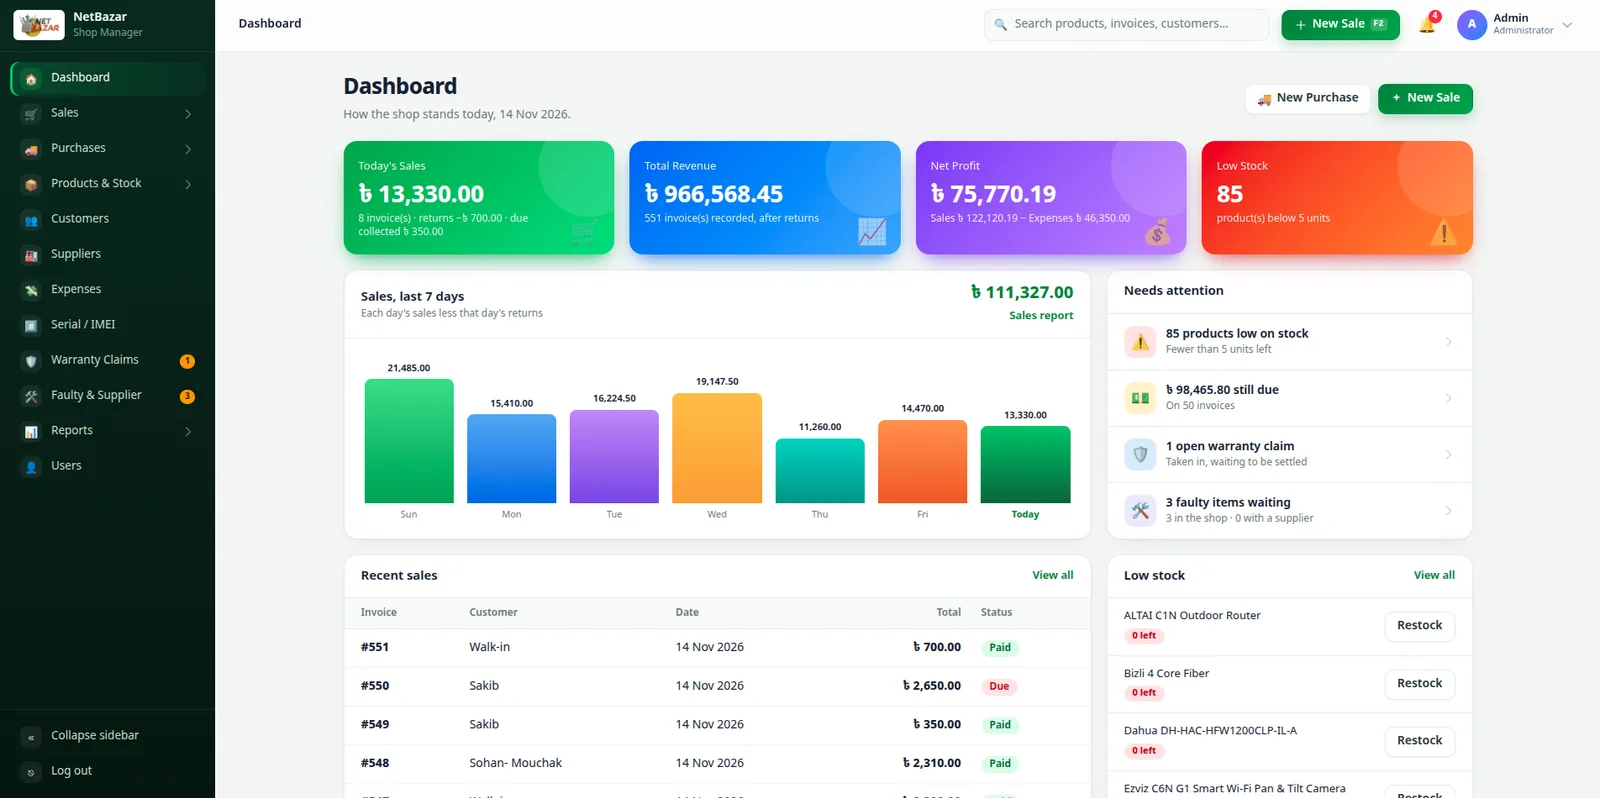 NET
BAZAR
NetBazar
Shop Manager
Dashboard
Sales
Purchases
Products & Stock
Customers
Suppliers
Expenses
Serial / IMEI
Warranty Claims 1
Faulty & Supplier 3
Reports
Users
« Collapse sidebar
Log out
Dashboard
Search products, invoices, customers...
+ New Sale F2
4
A
Admin
Administrator
Dashboard
How the shop stands today, 14 Nov 2026.
New Purchase
+ New Sale
Today's Sales
৳ 13,330.00
8 invoice(s) · returns −৳ 700.00 · due
collected ৳ 350.00
Total Revenue
৳ 966,568.45
551 invoice(s) recorded, after returns
Net Profit
৳ 75,770.19
Sales ৳ 122,120.19 − Expenses ৳ 46,350.00
Low Stock
85
product(s) below 5 units
Sales, last 7 days
Each day's sales less that day's returns
৳ 111,327.00
Sales report
21,485.00
15,410.00
16,224.50
19,147.50
11,260.00
14,470.00
13,330.00
Sun Mon Tue Wed Thu Fri Today
Needs attention
85 products low on stock
Fewer than 5 units left
৳ 98,465.80 still due
On 50 invoices
1 open warranty claim
Taken in, waiting to be settled
3 faulty items waiting
3 in the shop · 0 with a supplier
Recent sales View all
Invoice Customer Date Total Status
#551 Walk-in 14 Nov 2026 ৳ 700.00 Paid
#550 Sakib 14 Nov 2026 ৳ 2,650.00 Due
#549 Sakib 14 Nov 2026 ৳ 350.00 Paid
#548 Sohan- Mouchak 14 Nov 2026 ৳ 2,310.00 Paid
Low stock View all
ALTAI C1N Outdoor Router
0 left
Restock
Bizli 4 Core Fiber
0 left
Restock
Dahua DH-HAC-HFW1200CLP-IL-A
0 left
Restock
Ezviz C6N G1 Smart Wi-Fi Pan & Tilt Camera
Restock